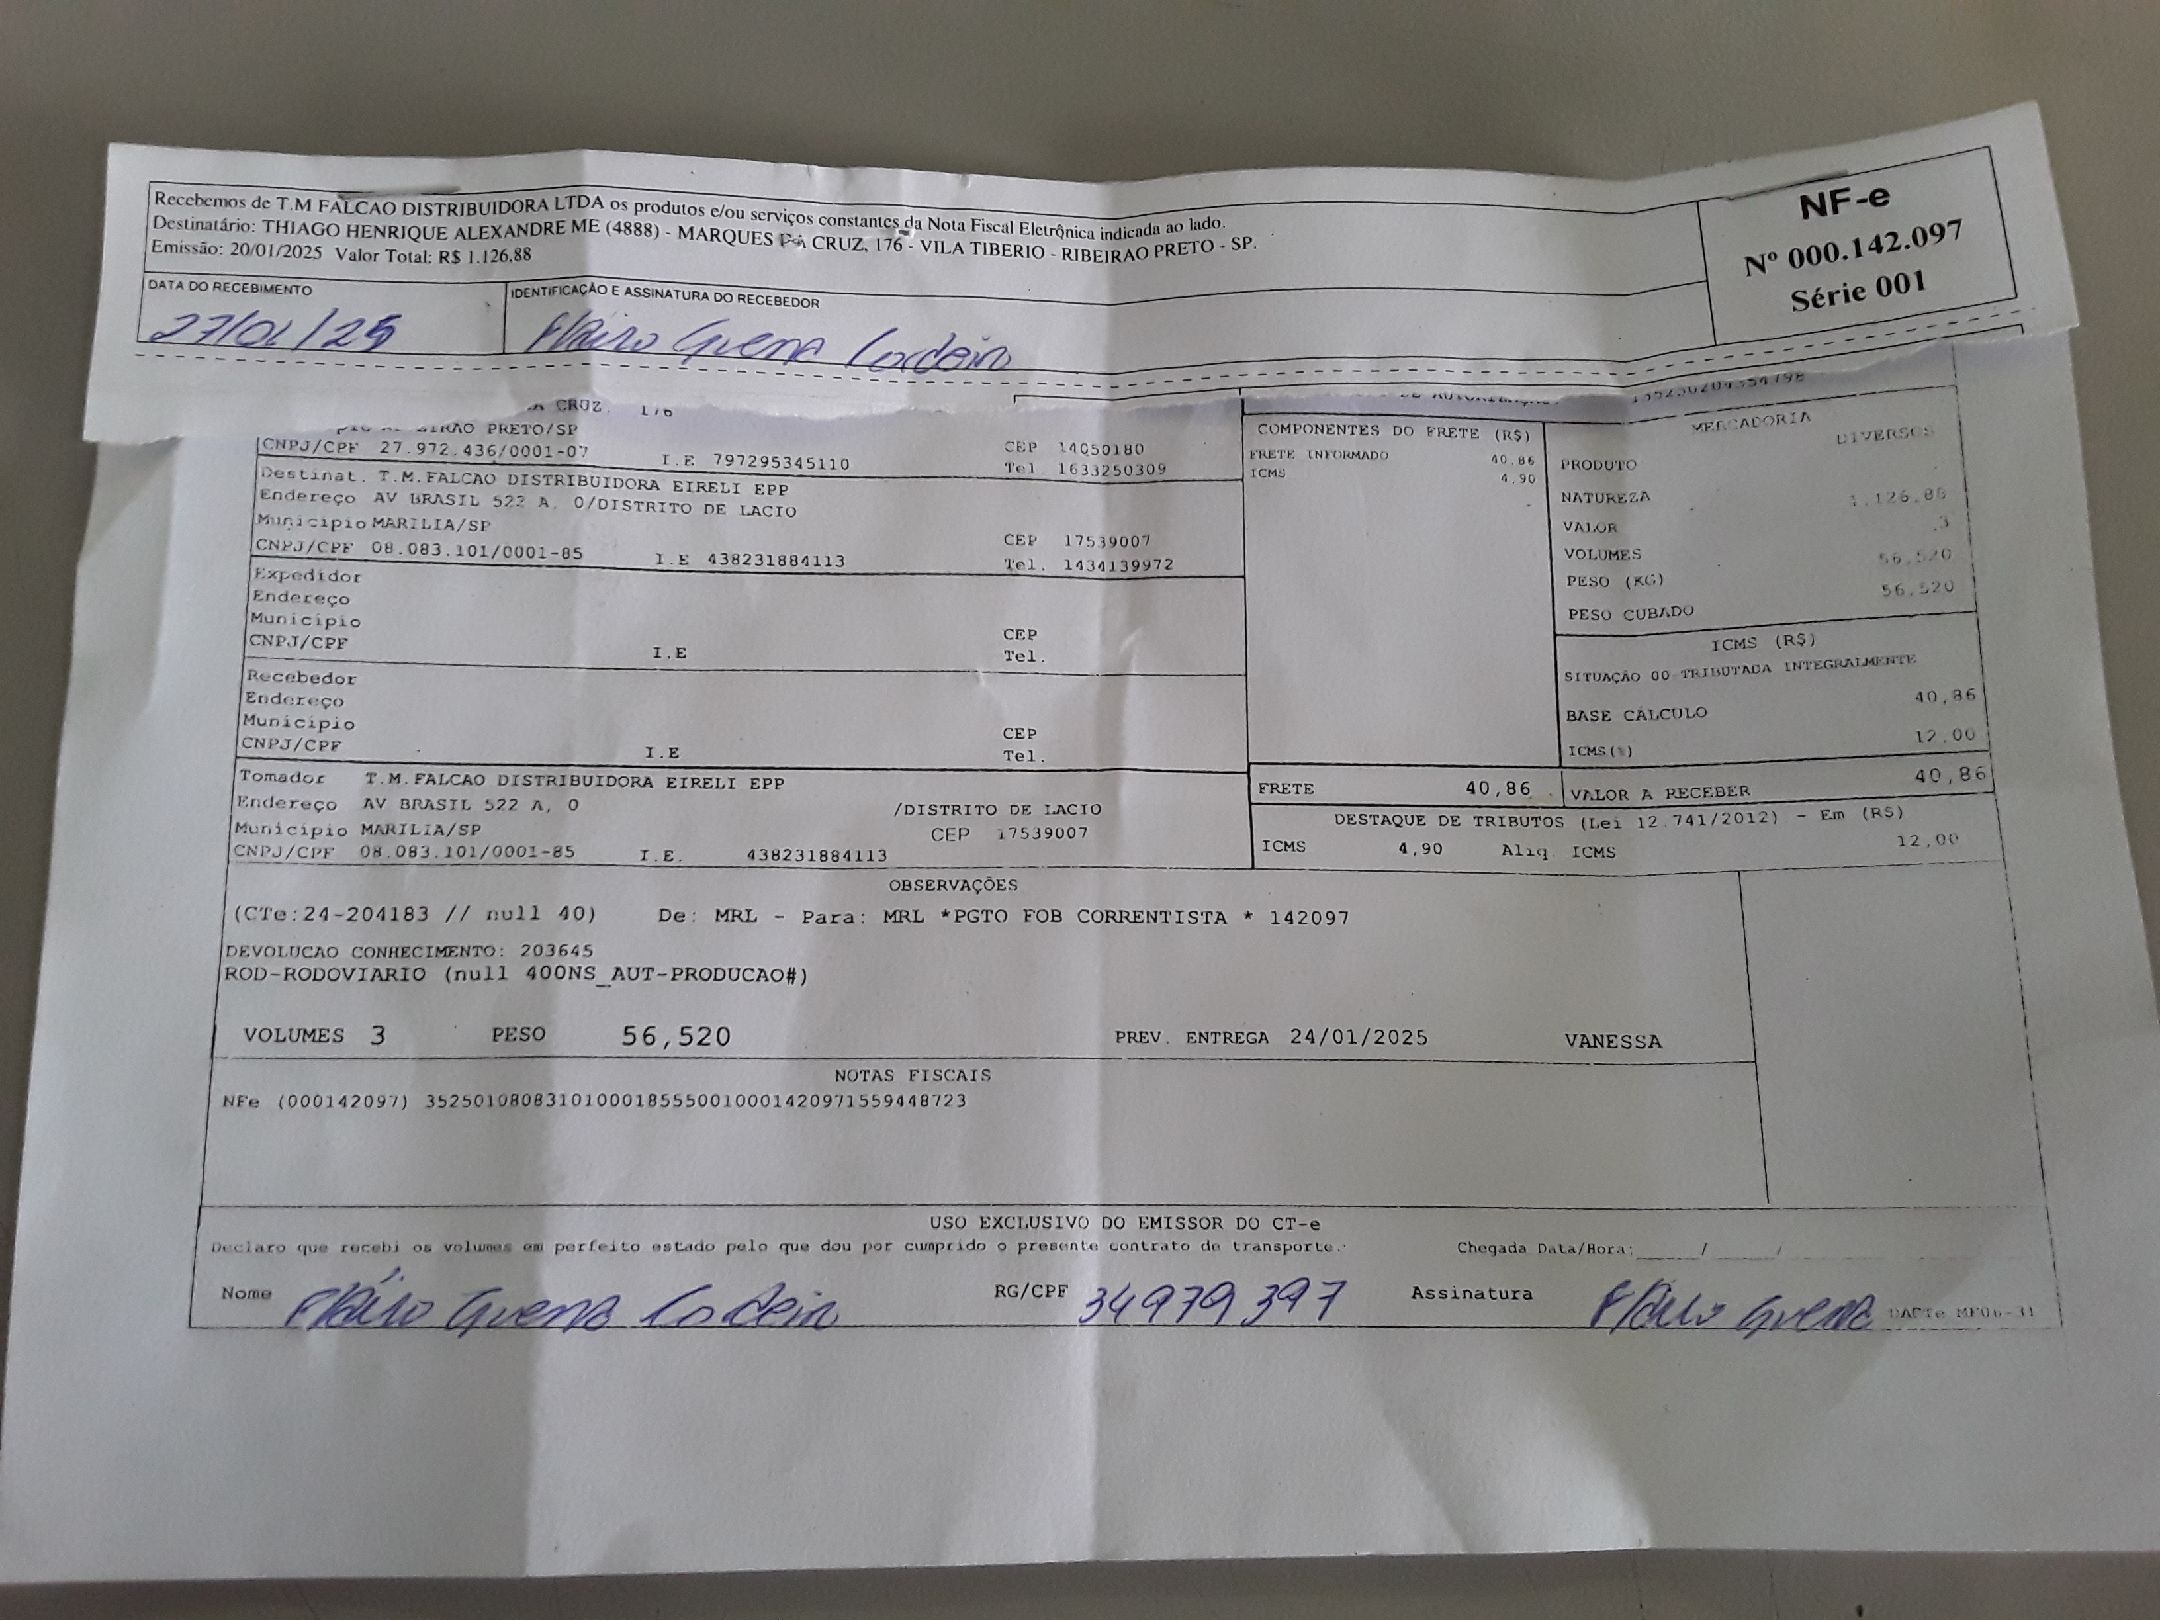 Recebemos de T.M FALCAO DISTRIBUIDORA LTDA os produtos e/ou serviços constantes da Nota Fiscal Eletrônica indicada ao lado.
Destinatário: THIAGO HENRIQUE ALEXANDRE ME (4888) - MARQUES DA CRUZ, 176 - VILA TIBERIO - RIBEIRAO PRETO - SP.
Emissão: 20/01/2025 Valor Total: R$ 1.126,88
NF-e
Nº 000.142.097
Série 001
DATA DO RECEBIMENTO
27/01/25
IDENTIFICAÇÃO E ASSINATURA DO RECEBEDOR
Fláiro Guerra Cordeiro
CRUZ, 176
PRETO/SP
CNPJ/CPF 27.972.436/0001-07 I.E 797295345110
CEP 14050180
Tel 1633250309
Destinat. T.M.FALCAO DISTRIBUIDORA EIRELI EPP
Endereço AV BRASIL 522 A, 0/DISTRITO DE LACIO
Município MARILIA/SP CEP 17539007
CNPJ/CPF 08.083.101/0001-85 I.E 438231884113 Tel. 1434139972
Expedidor
Endereço
Município CEP
CNPJ/CPF I.E Tel.
Recebedor
Endereço
Município CEP
CNPJ/CPF I.E Tel.
Tomador T.M.FALCAO DISTRIBUIDORA EIRELI EPP
Endereço AV BRASIL 522 A, 0 /DISTRITO DE LACIO
Município MARILIA/SP CEP 17539007
CNPJ/CPF 08.083.101/0001-85 I.E. 438231884113
COMPONENTES DO FRETE (R$)
FRETE INFORMADO 40,86
ICMS 4,90
MERCADORIA
PRODUTO DIVERSOS
NATUREZA
VALOR 1.126,88
VOLUMES 3
PESO (KG) 56,520
PESO CUBADO 56,520
ICMS (R$)
SITUAÇÃO 00-TRIBUTADA INTEGRALMENTE
BASE CÁLCULO 40,86
ICMS(%) 12,00
FRETE 40,86 VALOR A RECEBER 40,86
DESTAQUE DE TRIBUTOS (Lei 12.741/2012) - Em (R$)
ICMS 4,90 Aliq. ICMS 12,00
OBSERVAÇÕES
(CTe:24-204183 // null 40) De: MRL - Para: MRL *PGTO FOB CORRENTISTA * 142097
DEVOLUCAO CONHECIMENTO: 203645
ROD-RODOVIARIO (null 400NS_AUT-PRODUCAO#)
VOLUMES 3 PESO 56,520 PREV. ENTREGA 24/01/2025 VANESSA
NOTAS FISCAIS
NFe (000142097) 35250108083101000185550010001420971559448723
USO EXCLUSIVO DO EMISSOR DO CT-e
Declaro que recebi os volumes em perfeito estado pelo que dou por cumprido o presente contrato de transporte. Chegada Data/Hora:_____/_____/
Nome Fláiro Guerra Cordeiro RG/CPF 34979397 Assinatura Fláiro Guerra